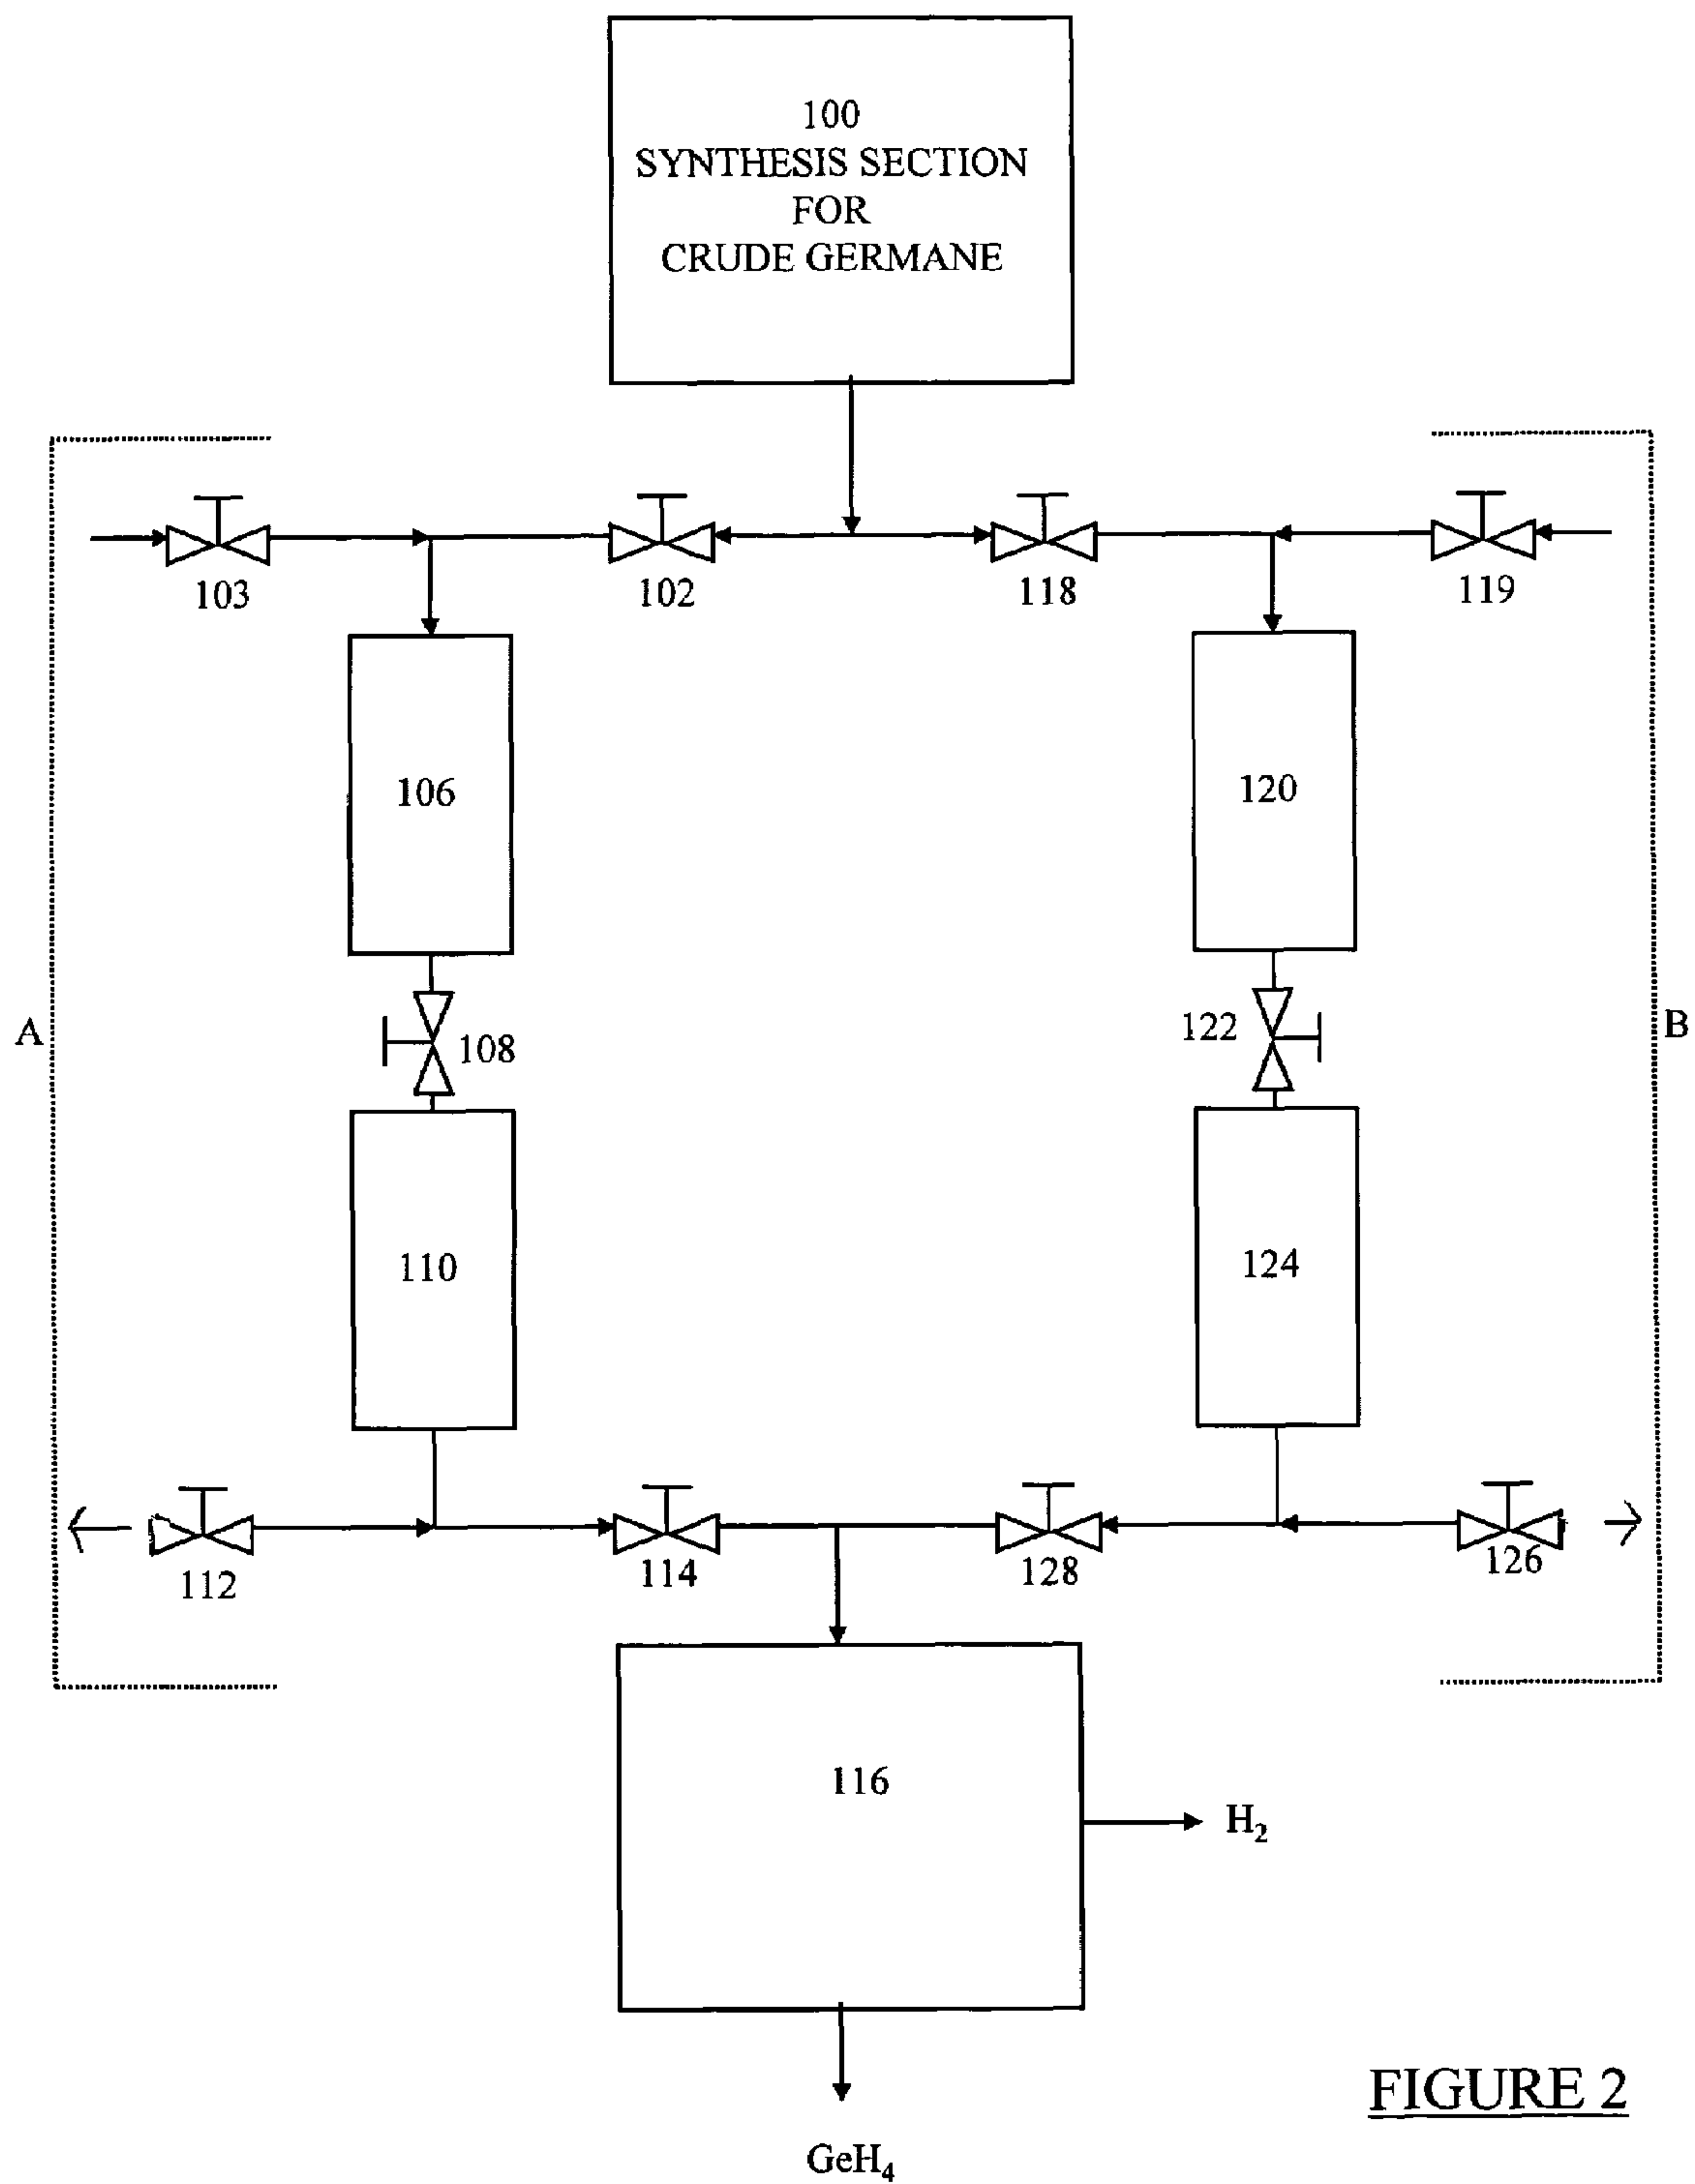 100
SYNTHESIS SECTION
FOR
CRUDE GERMANE
103
102
118
119
106
120
A
108
122
B
110
124
112
114
128
126
116
H₂
GeH₄
FIGURE 2